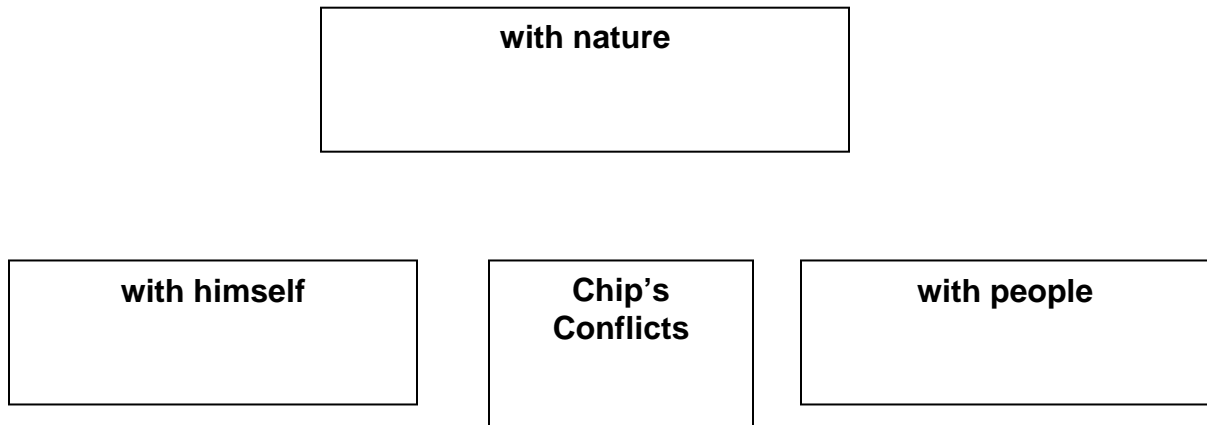 with nature
with himself
Chip's
Conflicts
with people